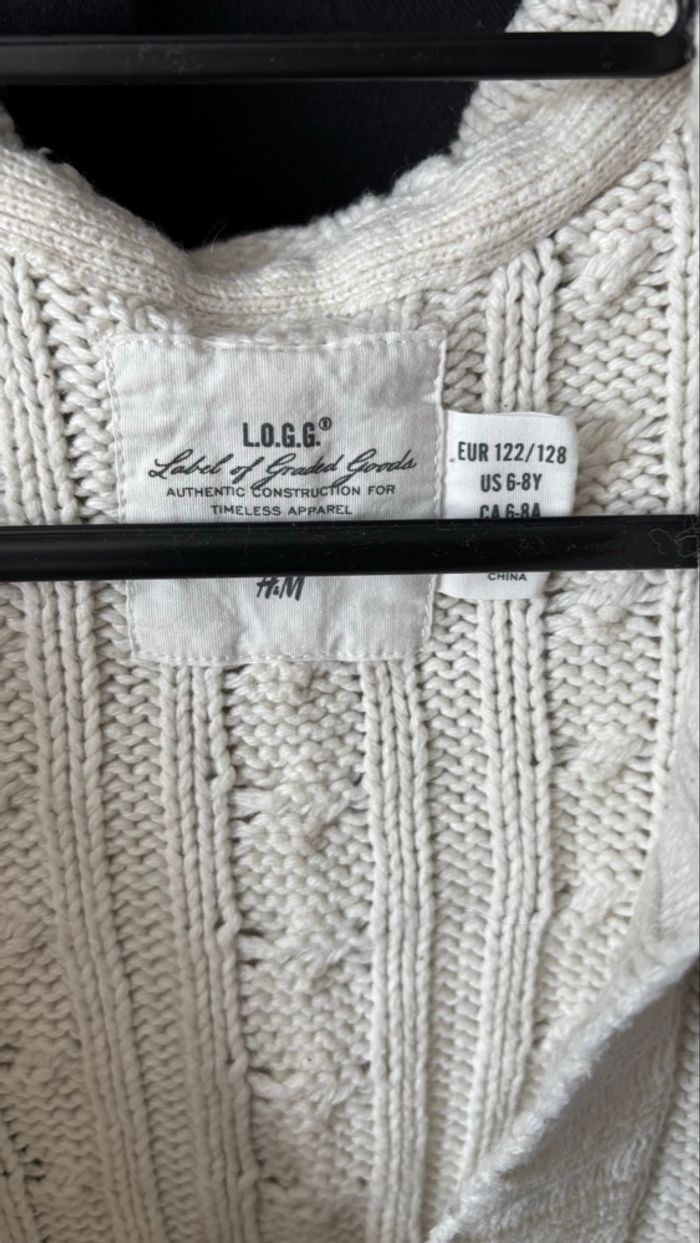 L.O.G.G.®
Label of Graded Goods
AUTHENTIC CONSTRUCTION FOR
TIMELESS APPAREL
H&M
EUR 122/128
US 6-8Y
CA 6-8A
CHINA